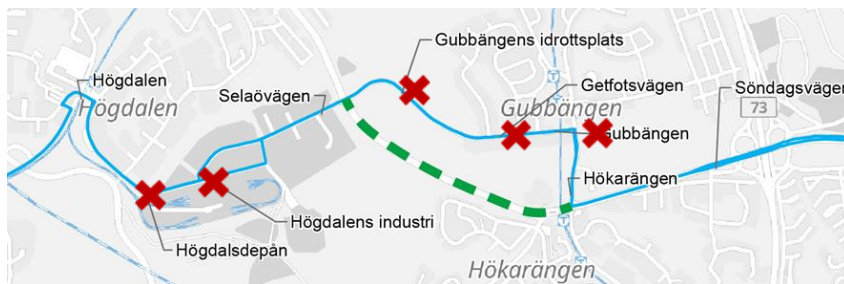 Gubbängens idrottsplats
Högdalen
Högdalen
Selaövägen
Getfotsvägen
Gubbängen
Söndagsvägen
73
Gubbängen
Hökarängen
Högdalens industri
Högdalsdepån
Hökarängen